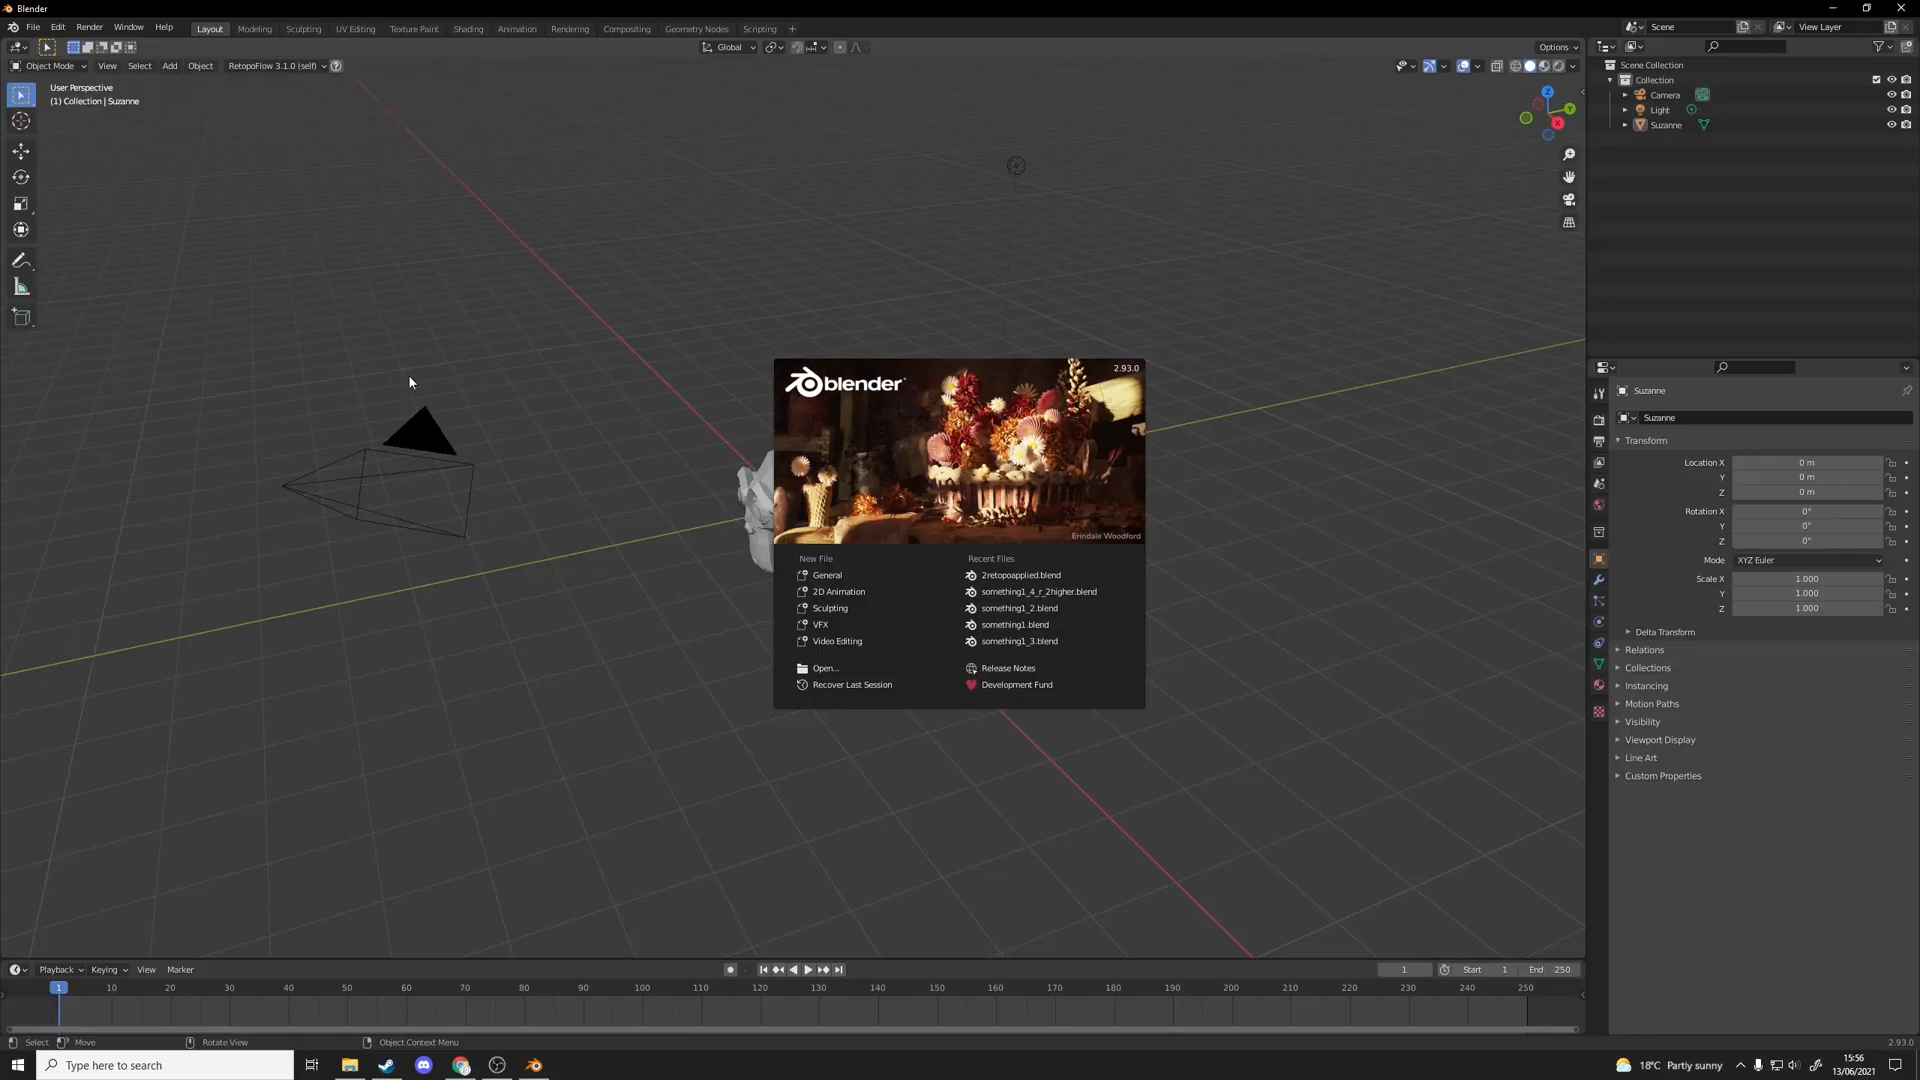 Blender
File Edit Render Window Help Layout Modeling Sculpting UV Editing Texture Paint Shading Animation Rendering Compositing Geometry Nodes Scripting + Scene View Layer
Global Options
Object Mode View Select Add Object RetopoFlow 3.1.0 (self)
User Perspective
(1) Collection | Suzanne
Z
Y
X
Scene Collection
Collection
Camera
Light
Suzanne
blender
2.93.0
Erindale Woodford
New File
General
2D Animation
Sculpting
VFX
Video Editing
Open...
Recover Last Session
Recent Files
2retopoapplied.blend
something1_4_r_2higher.blend
something1_2.blend
something1.blend
something1_3.blend
Release Notes
Development Fund
Suzanne
Suzanne
Transform
Location X 0 m
Y 0 m
Z 0 m
Rotation X 0°
Y 0°
Z 0°
Mode XYZ Euler
Scale X 1.000
Y 1.000
Z 1.000
Delta Transform
Relations
Collections
Instancing
Motion Paths
Visibility
Viewport Display
Line Art
Custom Properties
Playback Keying View Marker 1 Start 1 End 250
1 10 20 30 40 50 60 70 80 90 100 110 120 130 140 150 160 170 180 190 200 210 220 230 240 250
Select Move Rotate View Object Context Menu 2.93.0
Type here to search 18°C Partly sunny 15:56
13/06/2021